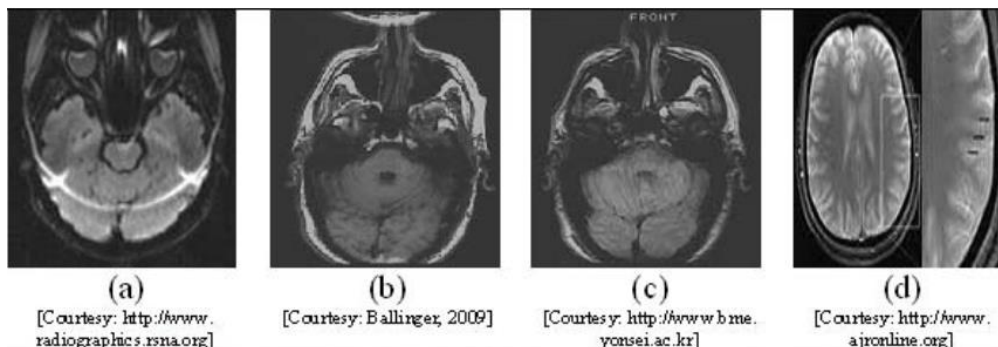 FRONT
(a)
(b)
(c)
(d)
[Courtesy: http://www.
radiographics.rsna.org]
[Courtesy: Ballinger, 2009]
[Courtesy: http://www.bme.
yonsei.ac.kr]
[Courtesy: http://www.
ajronline.org]